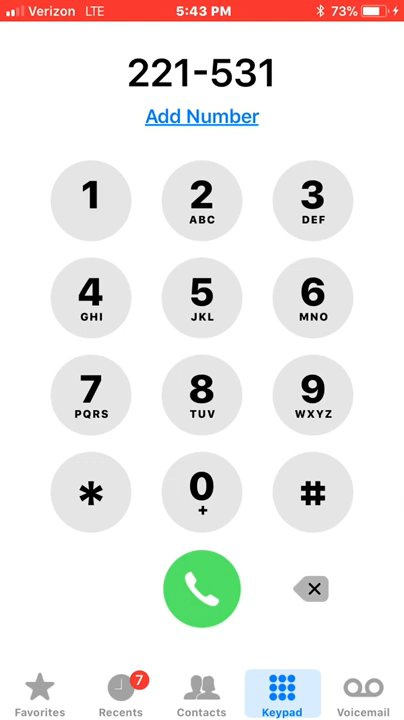 Verizon LTE 5:43 PM 73%
221-531
Add Number
1 2 3
ABC DEF
4 5 6
GHI JKL MNO
7 8 9
PQRS TUV WXYZ
* 0 #
+
7
Favorites Recents Contacts Keypad Voicemail